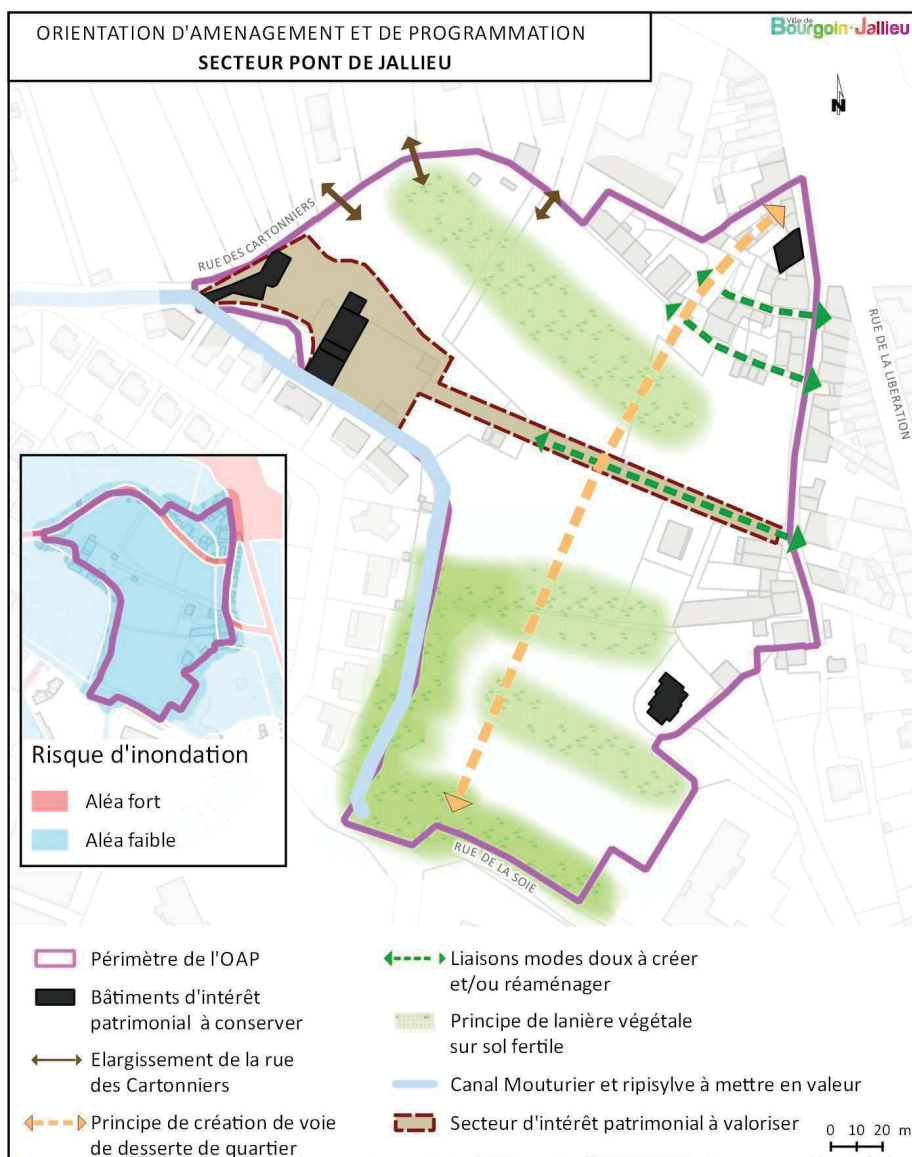 ORIENTATION D'AMENAGEMENT ET DE PROGRAMMATION
SECTEUR PONT DE JALLIEU
Ville de
Bourgoin-Jallieu
N
RUE DES CARTONNIERS
RUE DE LA LIBERATION
RUE DE LA SOIE
Risque d'inondation
Aléa fort
Aléa faible
Périmètre de l'OAP
Bâtiments d'intérêt
patrimonial à conserver
Elargissement de la rue
des Cartonniers
Principe de création de voie
de desserte de quartier
Liaisons modes doux à créer
et/ou réaménager
Principe de lanière végétale
sur sol fertile
Canal Mouturier et ripisylve à mettre en valeur
Secteur d'intérêt patrimonial à valoriser
0 10 20 m